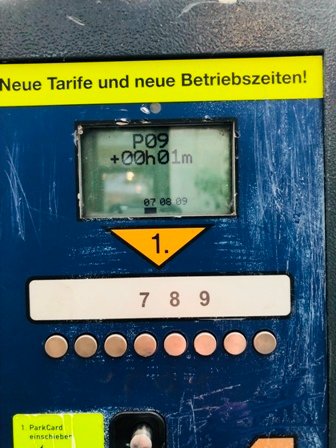 Neue Tarife und neue Betriebszeiten!
P09
+00h01m
07 08 09
1.
7 8 9
1. ParkCard
einschieben